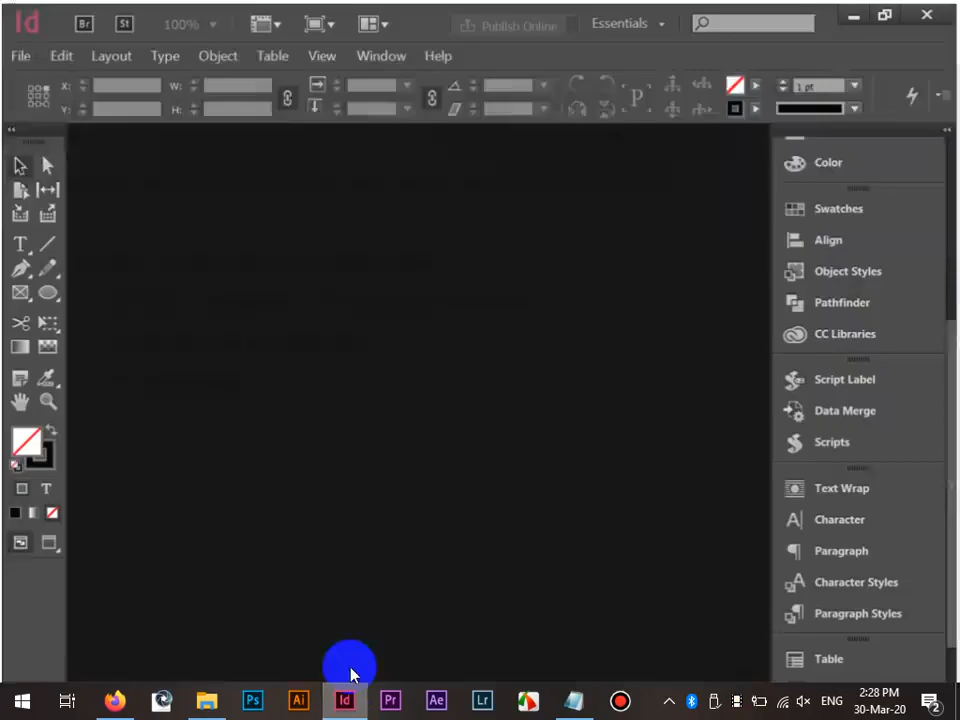 Id Br St 100% Publish Online Essentials
File Edit Layout Type Object Table View Window Help
X: W: 1 pt
Y: H: P
Color
Swatches
Align
Object Styles
Pathfinder
CC Libraries
Script Label
Data Merge
Scripts
Text Wrap
Character
Paragraph
Character Styles
Paragraph Styles
Table
T
T
Ps Ai Id Pr Ae Lr ENG 2:28 PM
30-Mar-20 2